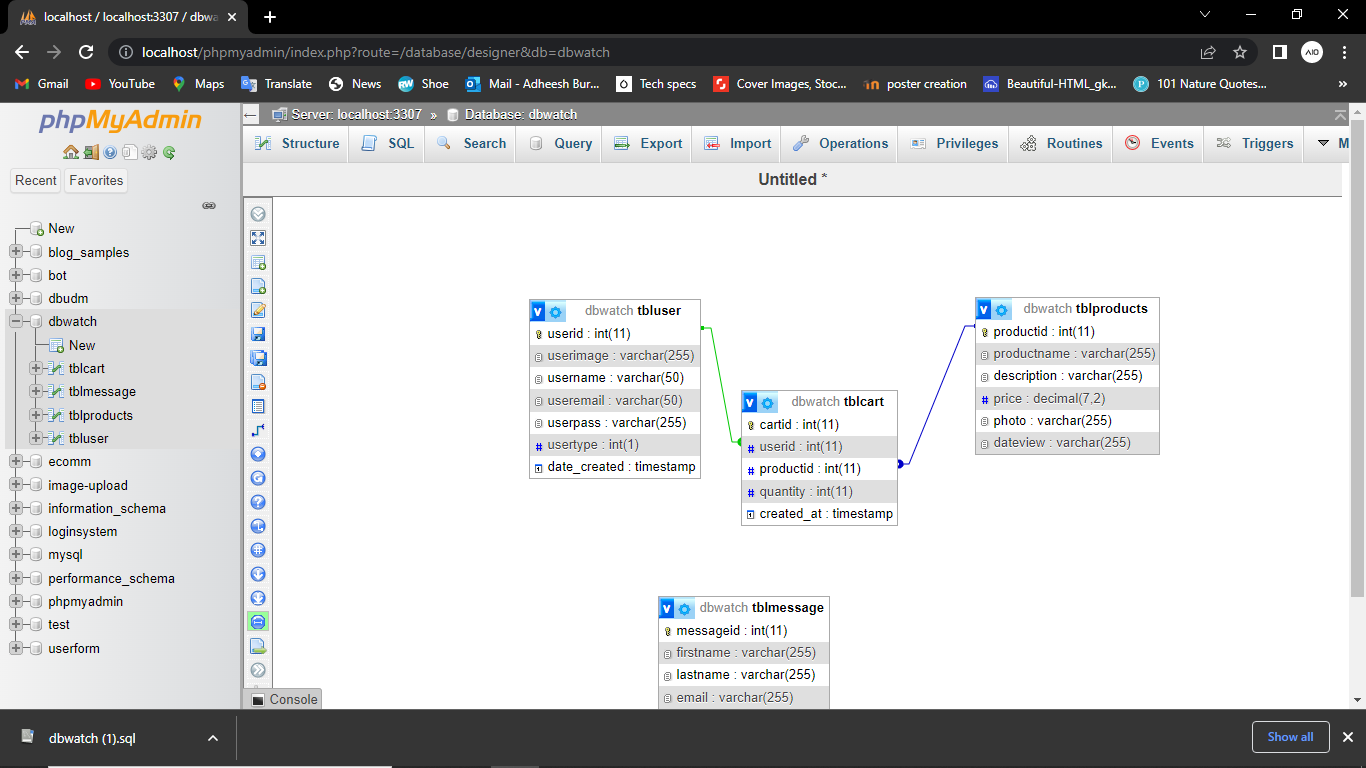 localhost / localhost:3307 / dbwa
localhost/phpmyadmin/index.php?route=/database/designer&db=dbwatch
AIO
Gmail YouTube Maps Translate News Shoe Mail - Adheesh Bur... Tech specs Cover Images, Stoc... poster creation Beautiful-HTML_gk... 101 Nature Quotes... »
phpMyAdmin
Recent Favorites
New
blog_samples
bot
dbudm
dbwatch
New
tblcart
tblmessage
tblproducts
tbluser
ecomm
image-upload
information_schema
loginsystem
mysql
performance_schema
phpmyadmin
test
userform
Server: localhost:3307 » Database: dbwatch
Structure SQL Search Query Export Import Operations Privileges Routines Events Triggers M
Untitled *
dbwatch tbluser
userid : int(11)
userimage : varchar(255)
username : varchar(50)
useremail : varchar(50)
userpass : varchar(255)
# usertype : int(1)
date_created : timestamp
dbwatch tblcart
cartid : int(11)
# userid : int(11)
# productid : int(11)
# quantity : int(11)
created_at : timestamp
dbwatch tblproducts
productid : int(11)
productname : varchar(255)
description : varchar(255)
# price : decimal(7,2)
photo : varchar(255)
dateview : varchar(255)
dbwatch tblmessage
messageid : int(11)
firstname : varchar(255)
lastname : varchar(255)
email : varchar(255)
Console
dbwatch (1).sql
Show all